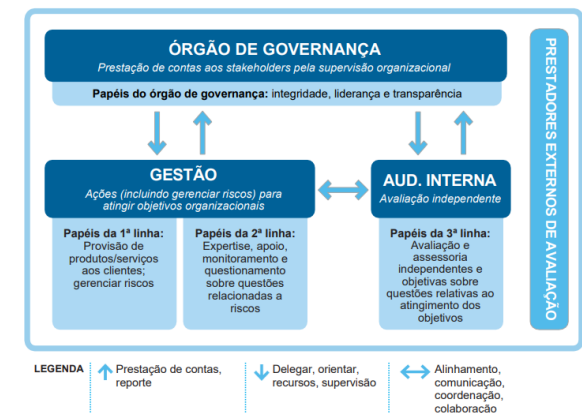 ÓRGÃO DE GOVERNANÇA
Prestação de contas aos stakeholders pela supervisão organizacional
Papéis do órgão de governança: integridade, liderança e transparência
GESTÃO
Ações (incluindo gerenciar riscos) para
atingir objetivos organizacionais
Papéis da 1ª linha:
Provisão de
produtos/serviços
aos clientes;
gerenciar riscos
Papéis da 2ª linha:
Expertise, apoio,
monitoramento e
questionamento
sobre questões
relacionadas a
riscos
AUD. INTERNA
Avaliação independente
Papéis da 3ª linha:
Avaliação e
assessoria
independentes e
objetivas sobre
questões relativas ao
atingimento dos
objetivos
PRESTADORES EXTERNOS DE AVALIAÇÃO
LEGENDA
Prestação de contas,
reporte
Delegar, orientar,
recursos, supervisão
Alinhamento,
comunicação,
coordenação,
colaboração